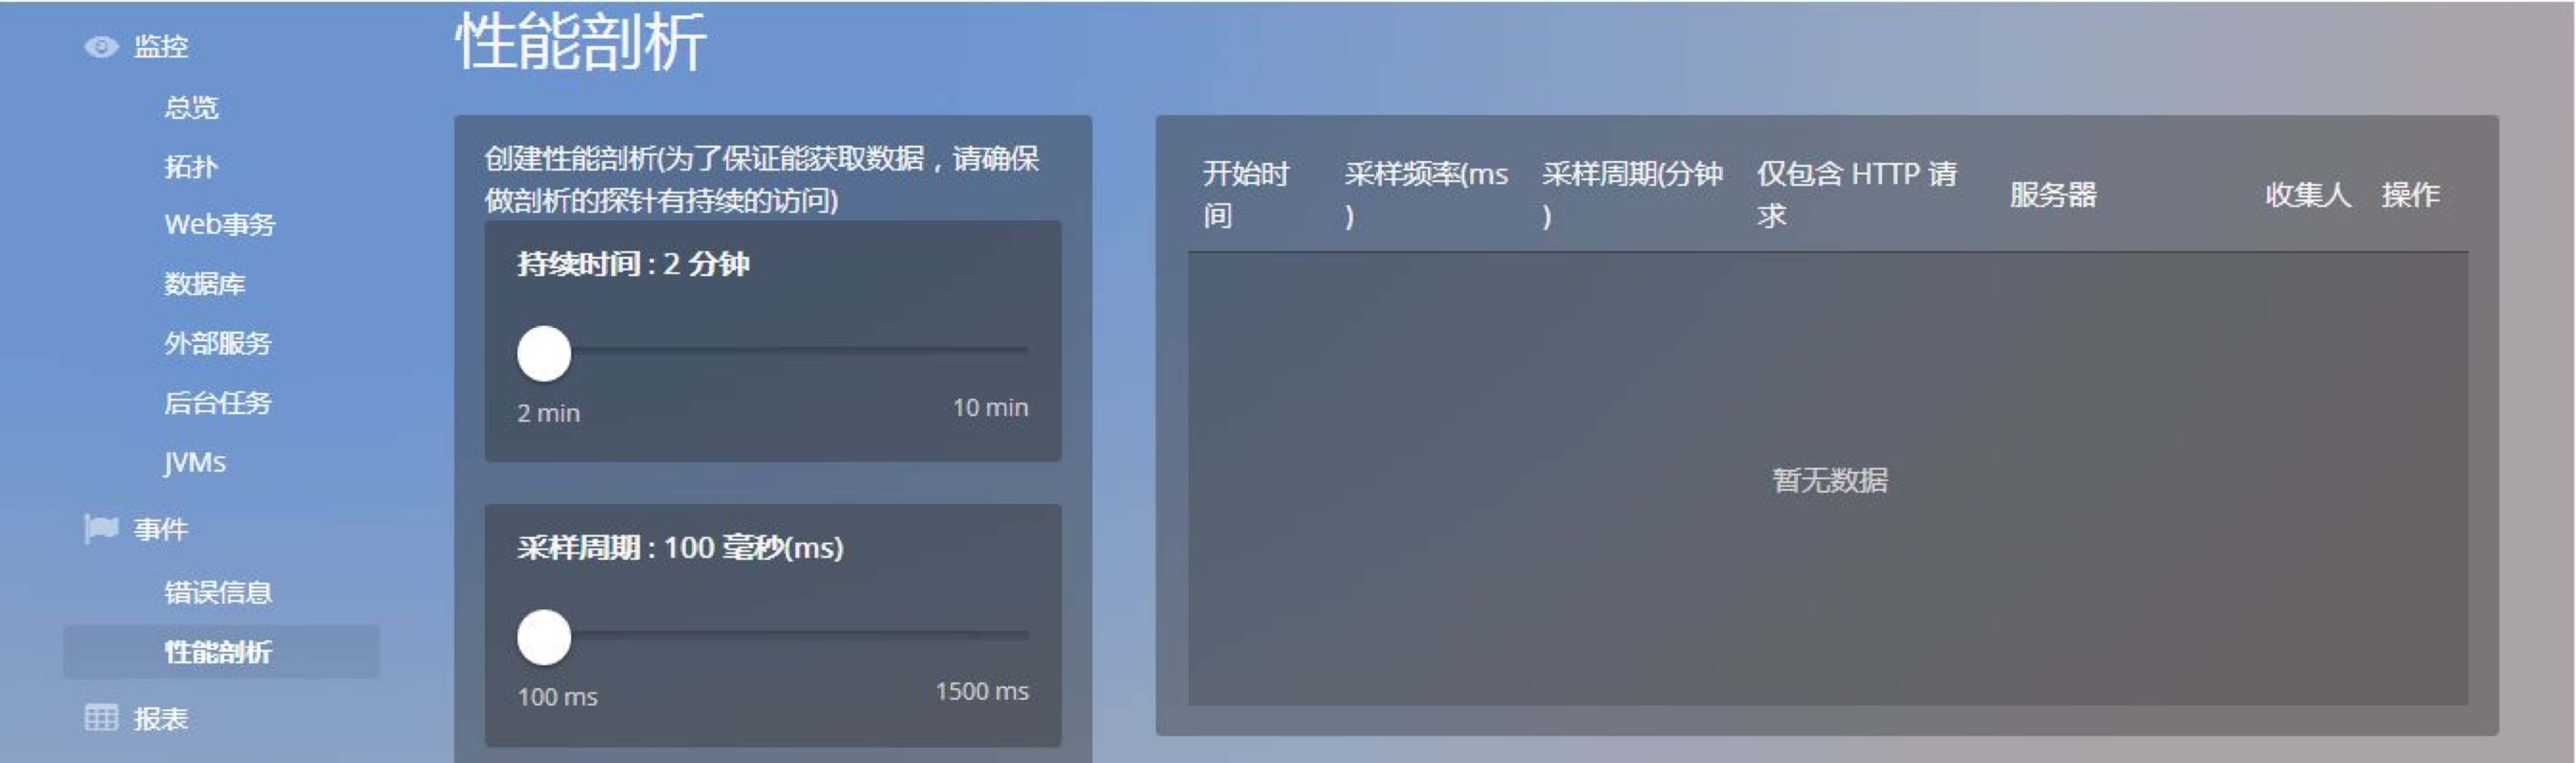 监控
总览
拓扑
Web事务
数据库
外部服务
后台任务
JVMs
事件
错误信息
性能剖析
报表
性能剖析
创建性能剖析(为了保证能获取数据，请确保
做剖析的探针有持续的访问)
持续时间 : 2 分钟
2 min
10 min
采样周期 : 100 毫秒(ms)
100 ms
1500 ms
开始时
间
采样频率(ms
)
采样周期(分钟
)
仅包含 HTTP 请
求
服务器
收集人
操作
暂无数据